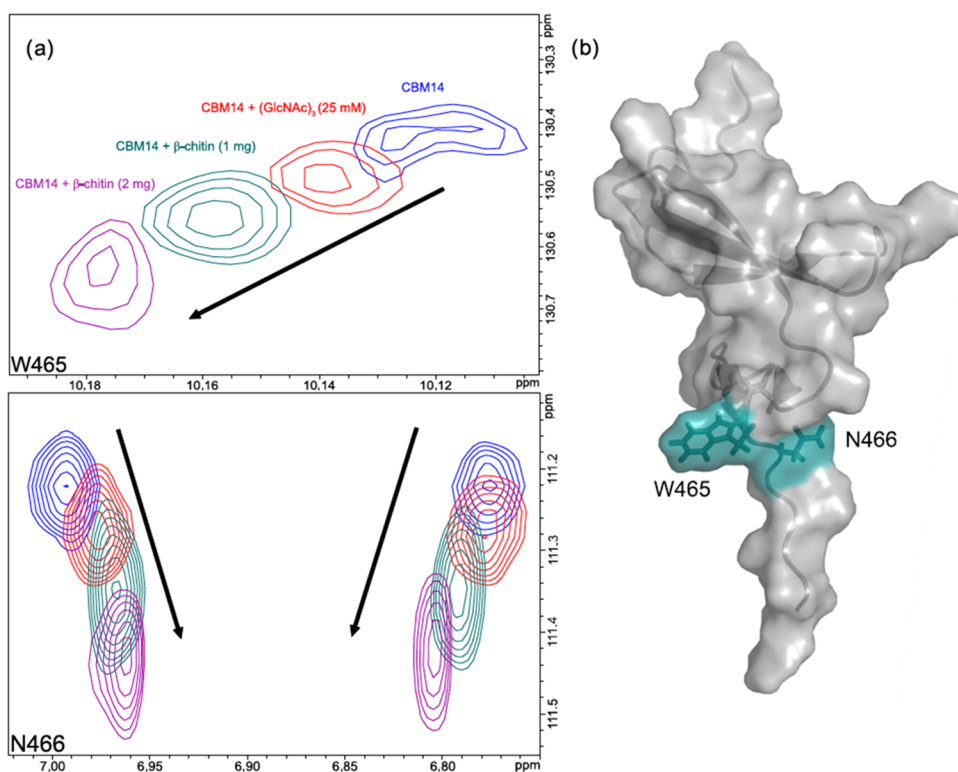 (a)
(b)
ppm
130.3
CBM14
130.4
CBM14 + (GlcNAc)₃ (25 mM)
CBM14 + β-chitin (1 mg)
130.5
CBM14 + β-chitin (2 mg)
130.6
130.7
W465
10.18 10.16 10.14 10.12 ppm
ppm
111.2
111.3
111.4
111.5
N466
7.00 6.95 6.90 6.85 6.80 ppm
N466
W465